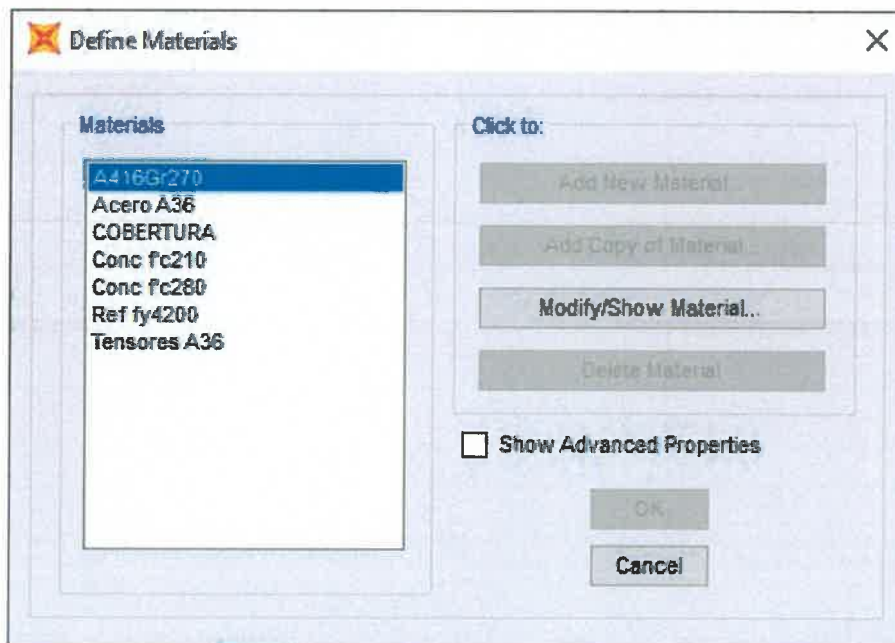 Define Materials
Materials
A416Gr270
Acero A36
COBERTURA
Conc f'c210
Conc f'c280
Ref fy4200
Tensores A36
Click to:
Add New Material...
Add Copy of Material...
Modify/Show Material...
Delete Material
Show Advanced Properties
OK
Cancel